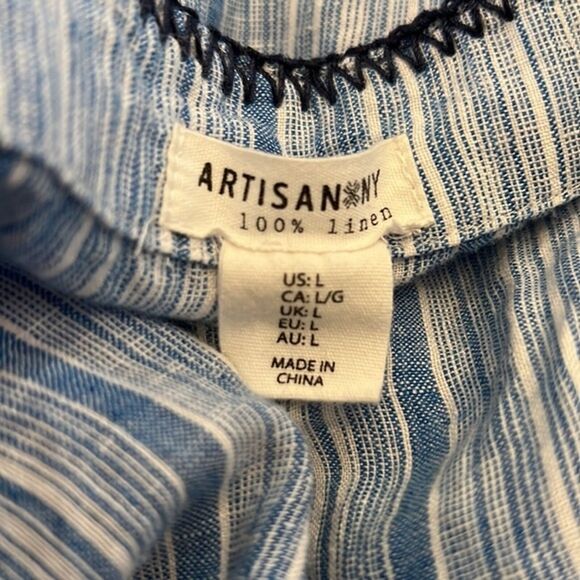 ARTISAN NY
100% linen
US: L
CA: L/G
UK: L
EU: L
AU: L
MADE IN
CHINA